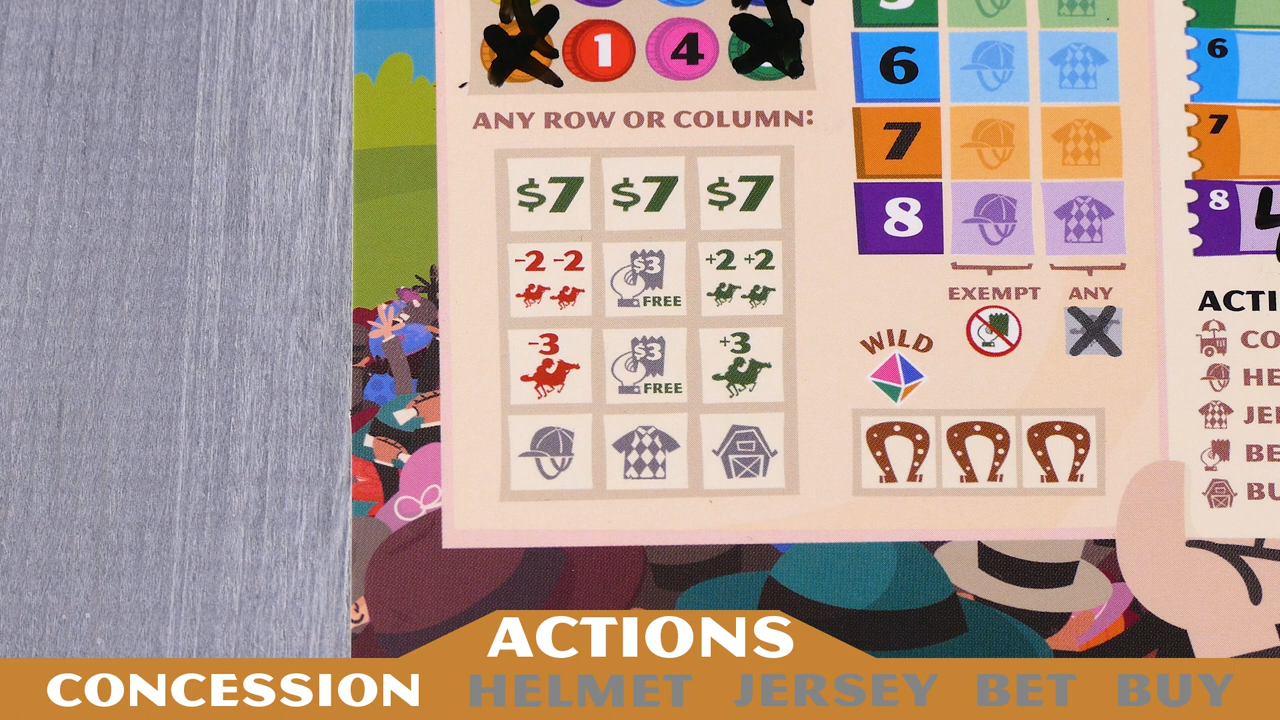 5
1 4
6
6
ANY ROW OR COLUMN:
7
7
$7 $7 $7
8
8
-2 -2 $3 FREE +2 +2
EXEMPT ANY
ACTI
-3 $3 FREE +3
WILD
CO
HE
JE
BE
BU
ACTIONS
CONCESSION HELMET JERSEY BET BUY